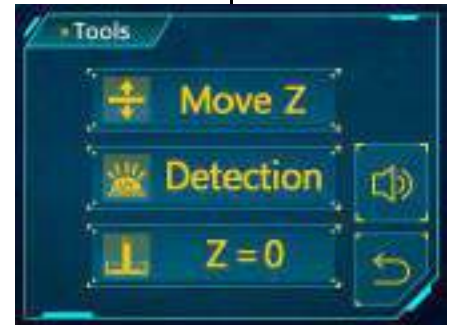 Tools
Move Z
Detection
Z = 0